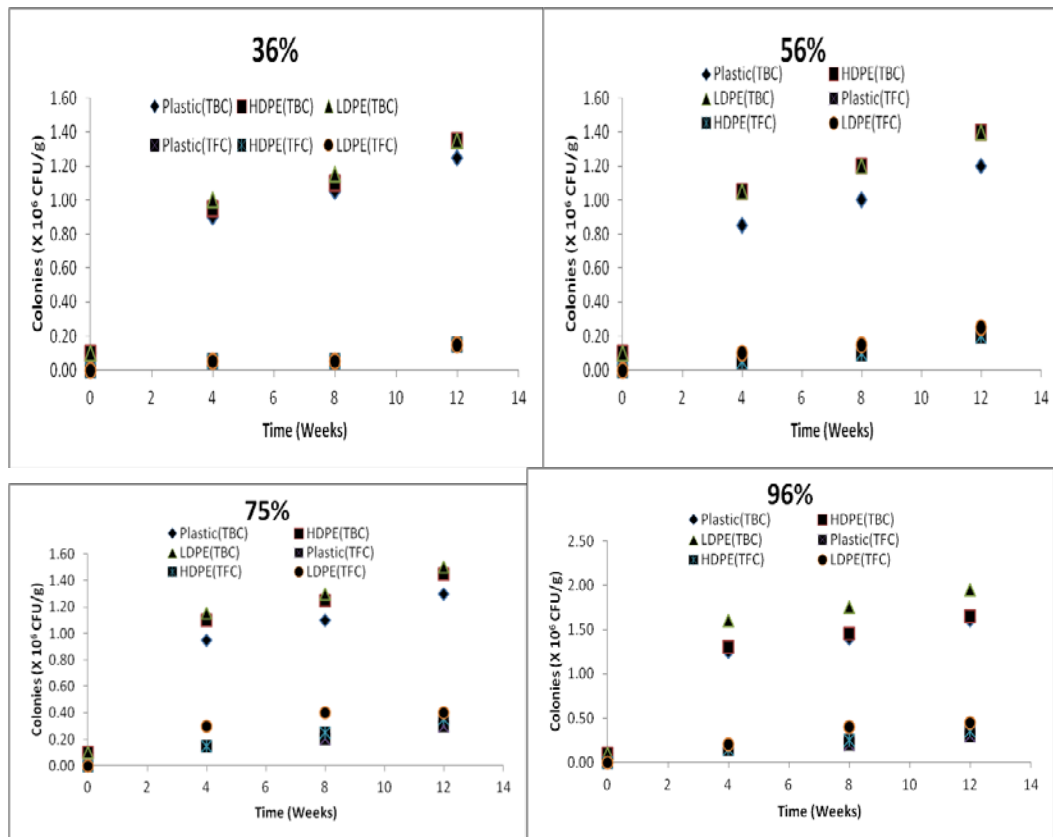 36%
Colonies (X 10⁶ CFU/g)
1.60
1.40
1.20
1.00
0.80
0.60
0.40
0.20
0.00
Plastic(TBC) HDPE(TBC) LDPE(TBC)
Plastic(TFC) HDPE(TFC) LDPE(TFC)
0 2 4 6 8 10 12 14
Time (Weeks)
56%
Colonies (X 10⁶ CFU/g)
1.60
1.40
1.20
1.00
0.80
0.60
0.40
0.20
0.00
Plastic(TBC) HDPE(TBC)
LDPE(TBC) Plastic(TFC)
HDPE(TFC) LDPE(TFC)
0 2 4 6 8 10 12 14
Time (Weeks)
75%
Colonies (X 10⁶ CFU/g)
1.60
1.40
1.20
1.00
0.80
0.60
0.40
0.20
0.00
Plastic(TBC) HDPE(TBC)
LDPE(TBC) Plastic(TFC)
HDPE(TFC) LDPE(TFC)
0 2 4 6 8 10 12 14
Time (Weeks)
96%
Colonies (X 10⁶ CFU/g)
2.50
2.00
1.50
1.00
0.50
0.00
Plastic(TBC) HDPE(TBC)
LDPE(TBC) Plastic(TFC)
HDPE(TFC) LDPE(TFC)
0 2 4 6 8 10 12 14
Time (Weeks)